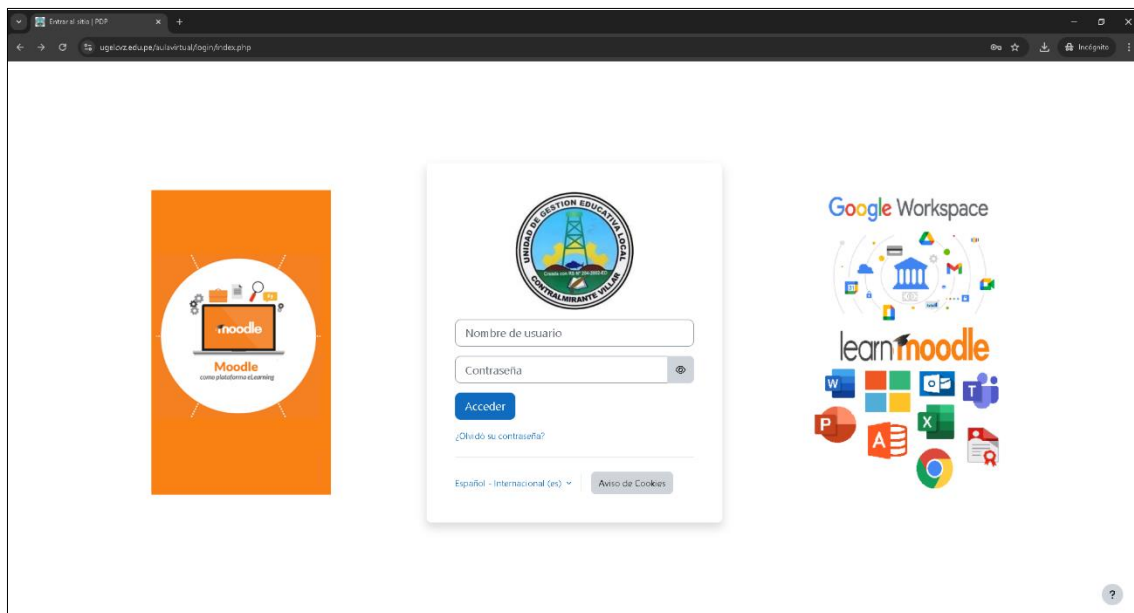 Entrar al sitio | PDP
ugelcvz.edu.pe/aulavirtual/login/index.php
Incógnito
moodle
Moodle
como plataforma eLearning
UNIDAD DE GESTION EDUCATIVA LOCAL
CONTRALMIRANTE VILLAR
Nombre de usuario
Contraseña
Acceder
¿Olvidó su contraseña?
Español - Internacional (es)
Aviso de Cookies
Google Workspace
learn moodle
?